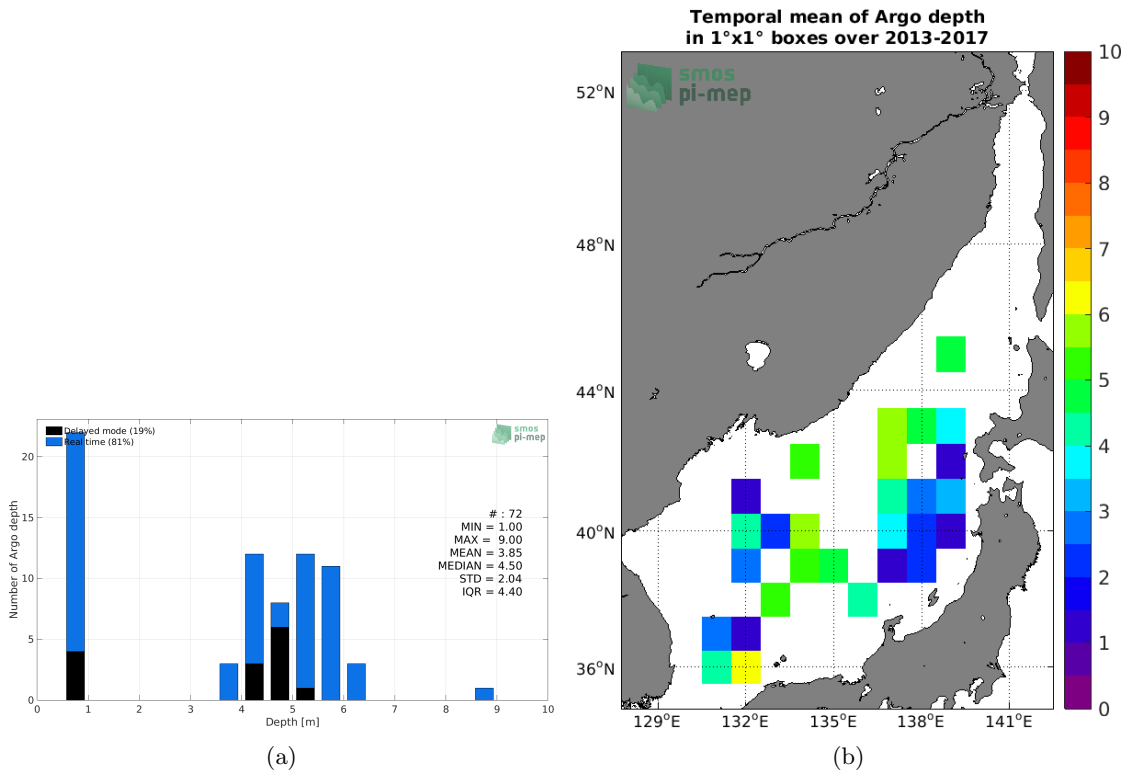 Delayed mode (19%)
Real time (81%)
smos
pi-mep
# : 72
MIN = 1.00
MAX = 9.00
MEAN = 3.85
MEDIAN = 4.50
STD = 2.04
IQR = 4.40
Number of Argo depth
20
15
10
5
0
0 1 2 3 4 5 6 7 8 9 10
Depth [m]
(a)
Temporal mean of Argo depth
in 1°x1° boxes over 2013-2017
smos
pi-mep
52°N
48°N
44°N
40°N
36°N
129°E 132°E 135°E 138°E 141°E
10
9
8
7
6
5
4
3
2
1
0
(b)